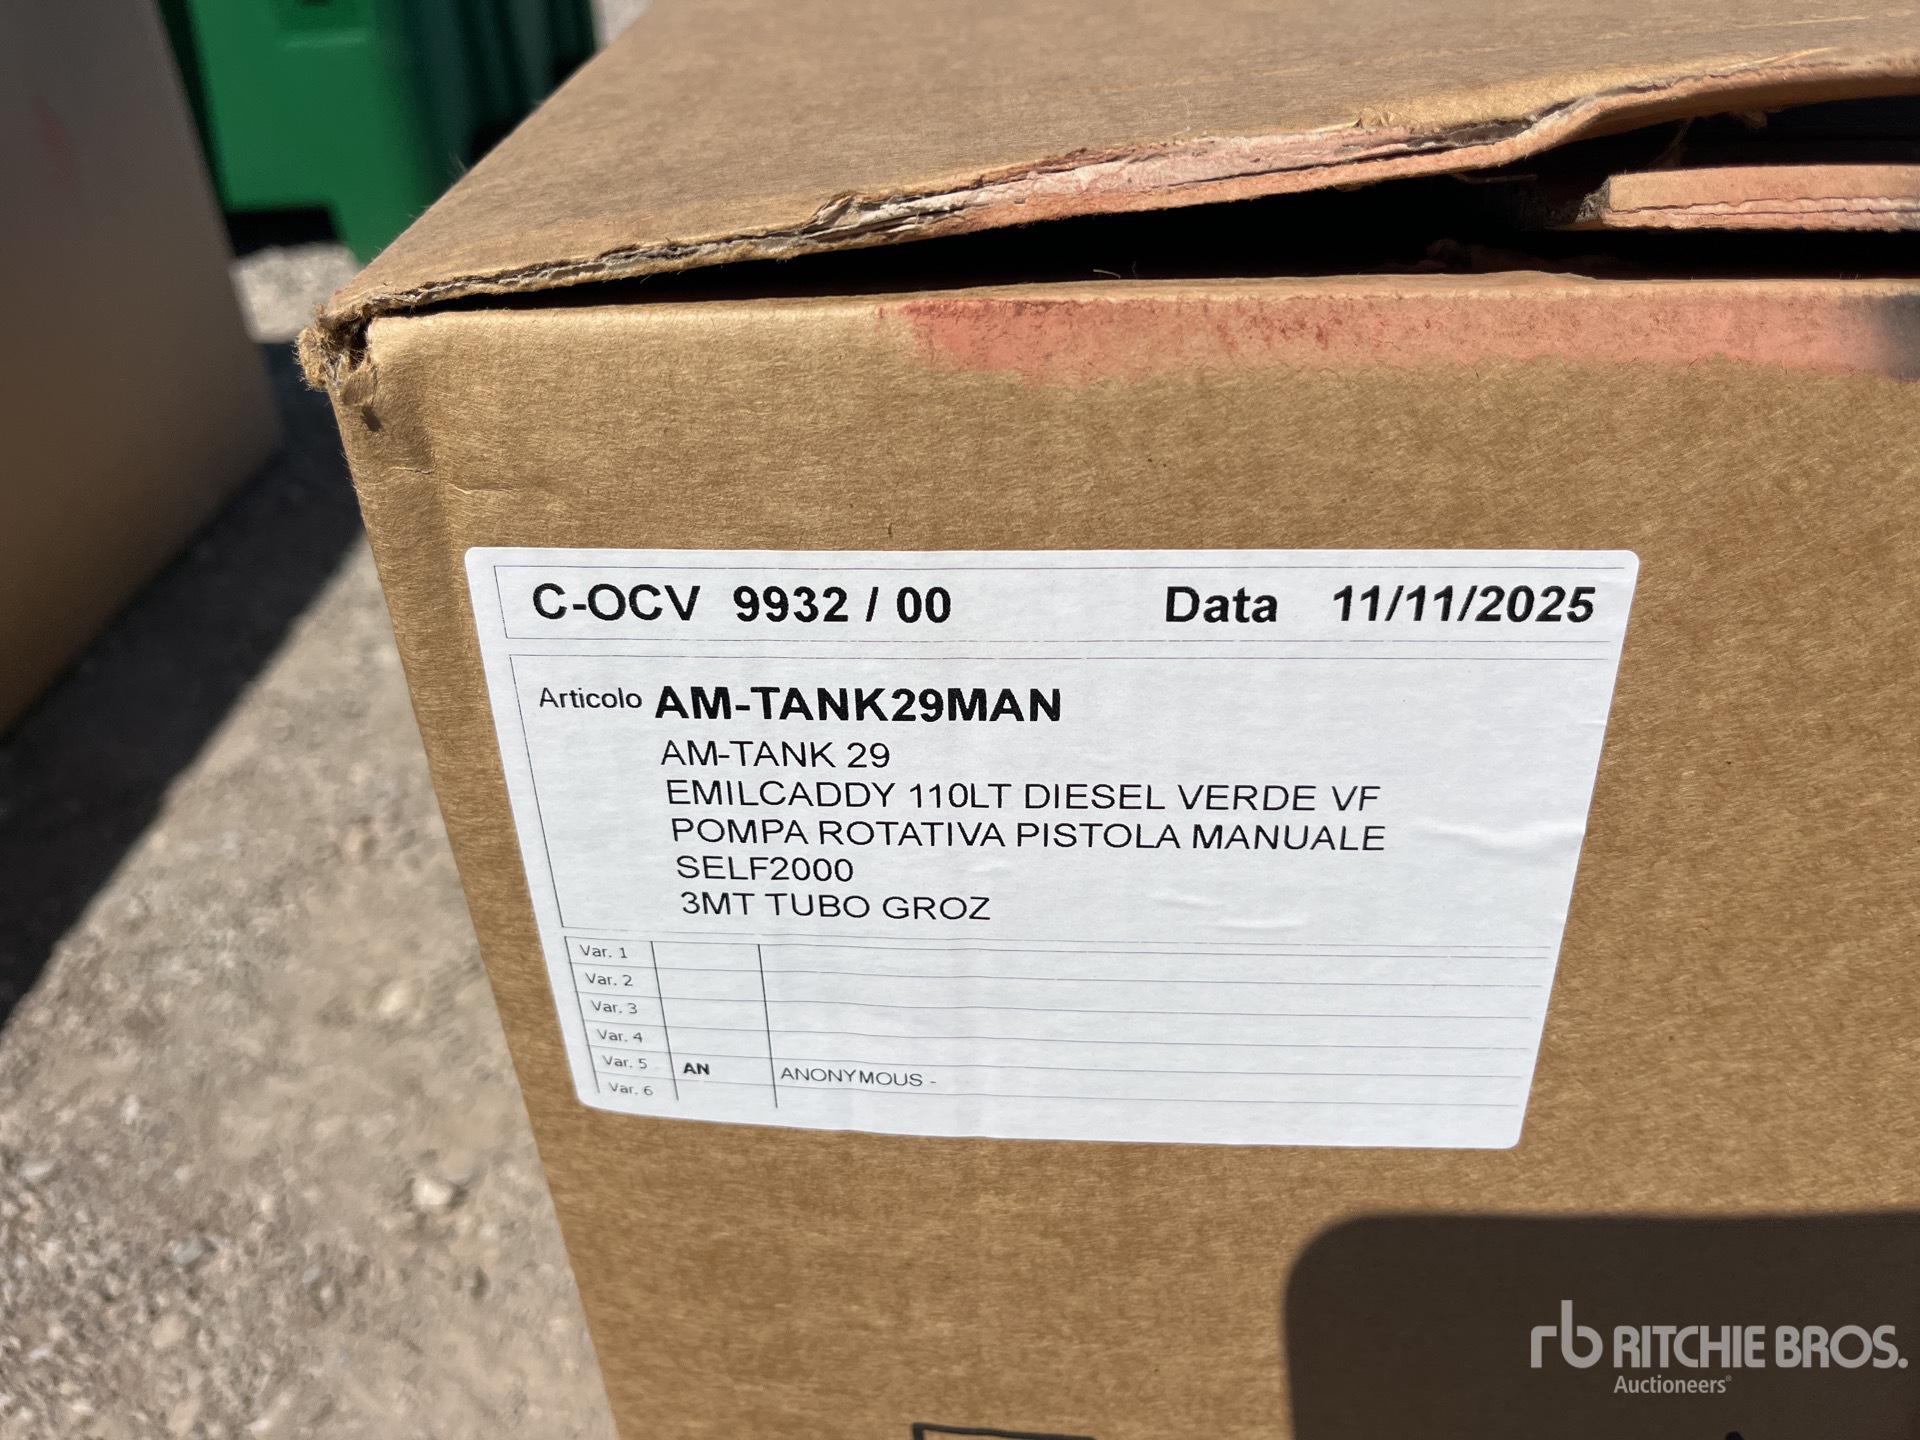 C-OCV 9932 / 00 Data 11/11/2025
Articolo AM-TANK29MAN
AM-TANK 29
EMILCADDY 110LT DIESEL VERDE VF
POMPA ROTATIVA PISTOLA MANUALE
SELF2000
3MT TUBO GROZ
Var. 1
Var. 2
Var. 3
Var. 4
Var. 5 AN ANONYMOUS -
Var. 6
rb RITCHIE BROS.
Auctioneers